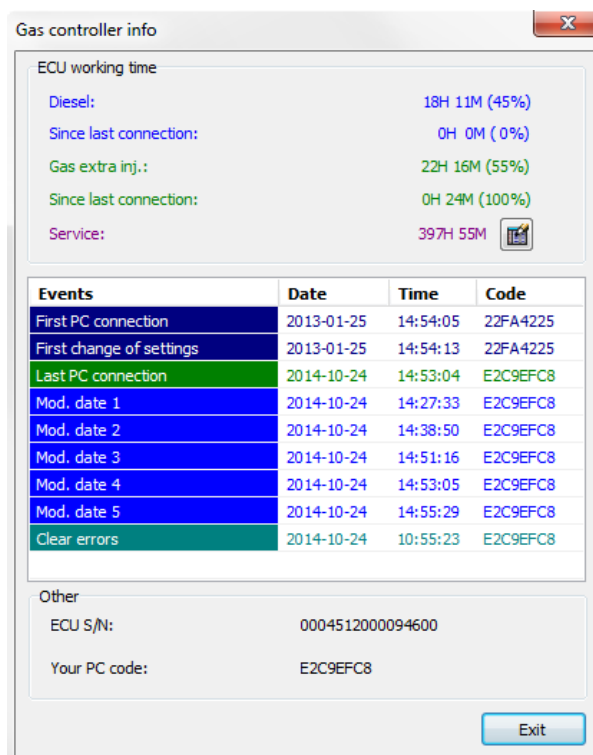 Gas controller info
ECU working time
Diesel: 18H 11M (45%)
Since last connection: 0H 0M ( 0%)
Gas extra inj.: 22H 16M (55%)
Since last connection: 0H 24M (100%)
Service: 397H 55M
Events Date Time Code
First PC connection 2013-01-25 14:54:05 22FA4225
First change of settings 2013-01-25 14:54:13 22FA4225
Last PC connection 2014-10-24 14:53:04 E2C9EFC8
Mod. date 1 2014-10-24 14:27:33 E2C9EFC8
Mod. date 2 2014-10-24 14:38:50 E2C9EFC8
Mod. date 3 2014-10-24 14:51:16 E2C9EFC8
Mod. date 4 2014-10-24 14:53:05 E2C9EFC8
Mod. date 5 2014-10-24 14:55:29 E2C9EFC8
Clear errors 2014-10-24 10:55:23 E2C9EFC8
Other
ECU S/N: 0004512000094600
Your PC code: E2C9EFC8
Exit